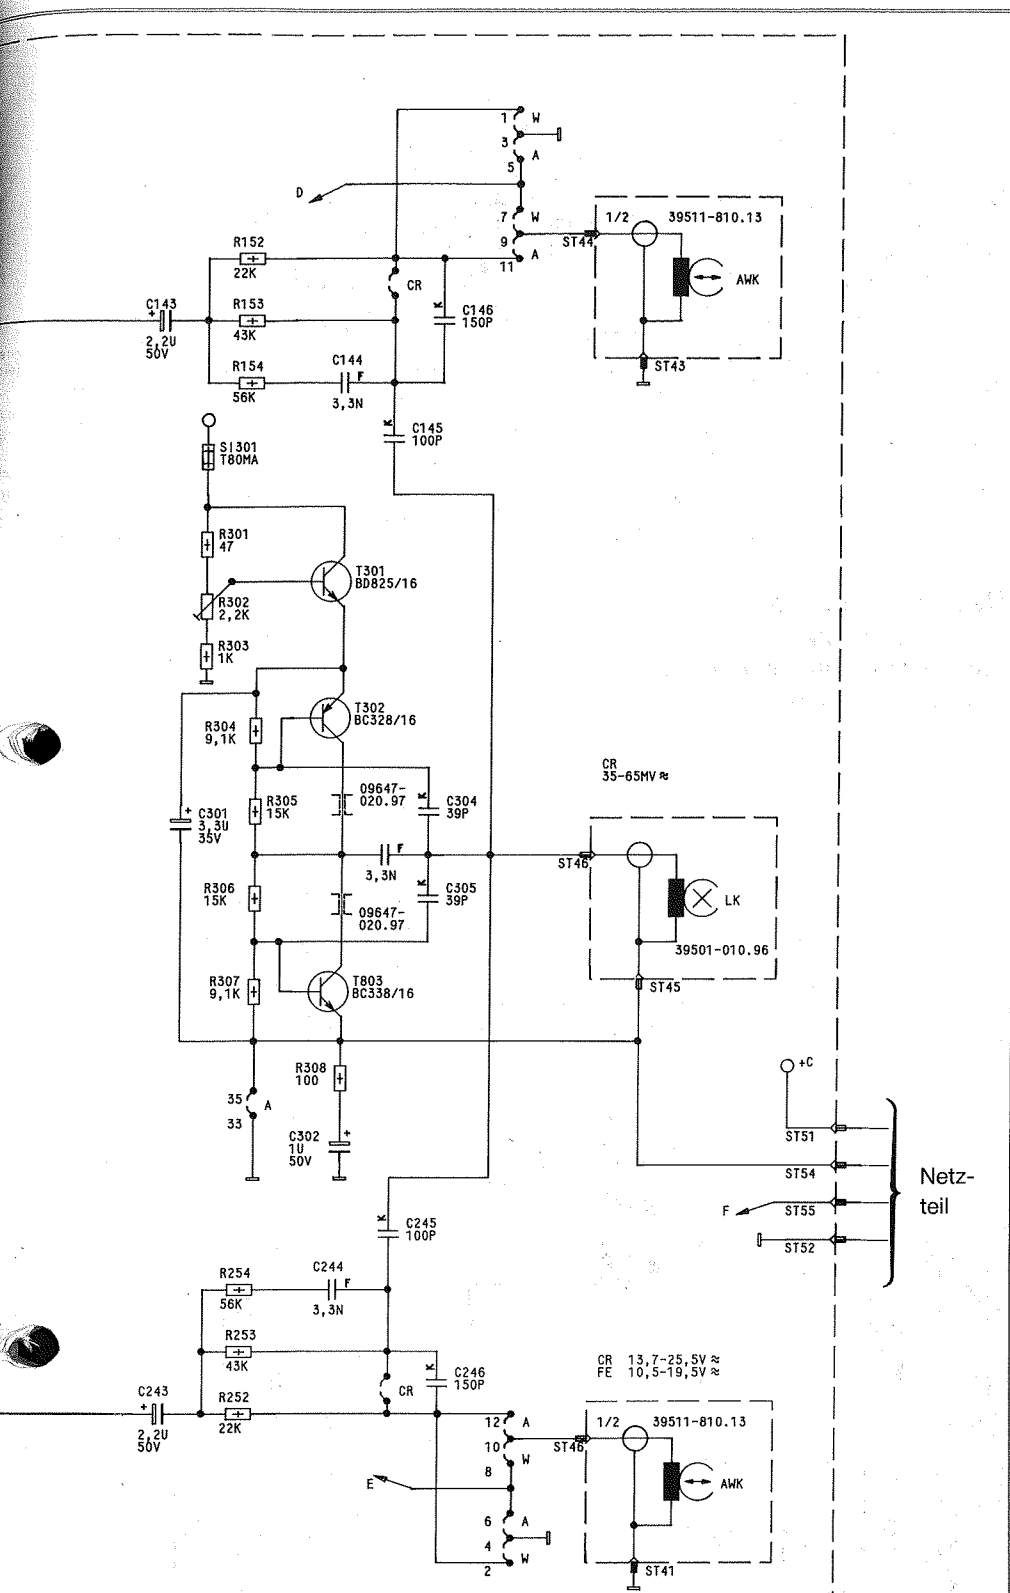 1 W
3
A
5
D
7 W
1/2 39511-810.13
ST44
9
A
11
R152
22K
CR
AWK
C143
+
2,2U
50V
R153
43K
K
C146
150P
R154
56K
C144
F
3,3N
ST43
K
C145
100P
SI301
T80MA
R301
47
T301
BD825/16
R302
2,2K
R303
1K
T302
BC328/16
R304
9,1K
CR
35-65MV≈
09647-
020.97
R305
15K
K
C304
39P
+
C301
3,3U
35V
F
3,3N
ST46
K
C305
39P
R306
15K
LK
09647-
020.97
39501-010.96
R307
9,1K
T803
BC338/16
ST45
+C
R308
100
35
A
33
ST51
C302
1U
50V
+
ST54
Netz-
teil
F
ST55
K
C245
100P
ST52
R254
56K
C244
F
3,3N
R253
43K
K
C246
150P
CR 13,7-25,5V≈
FE 10,5-19,5V≈
CR
C243
+
2,2U
50V
R252
22K
12 A
1/2 39511-810.13
10
ST46
W
8
E
AWK
6 A
4
W
2
ST41